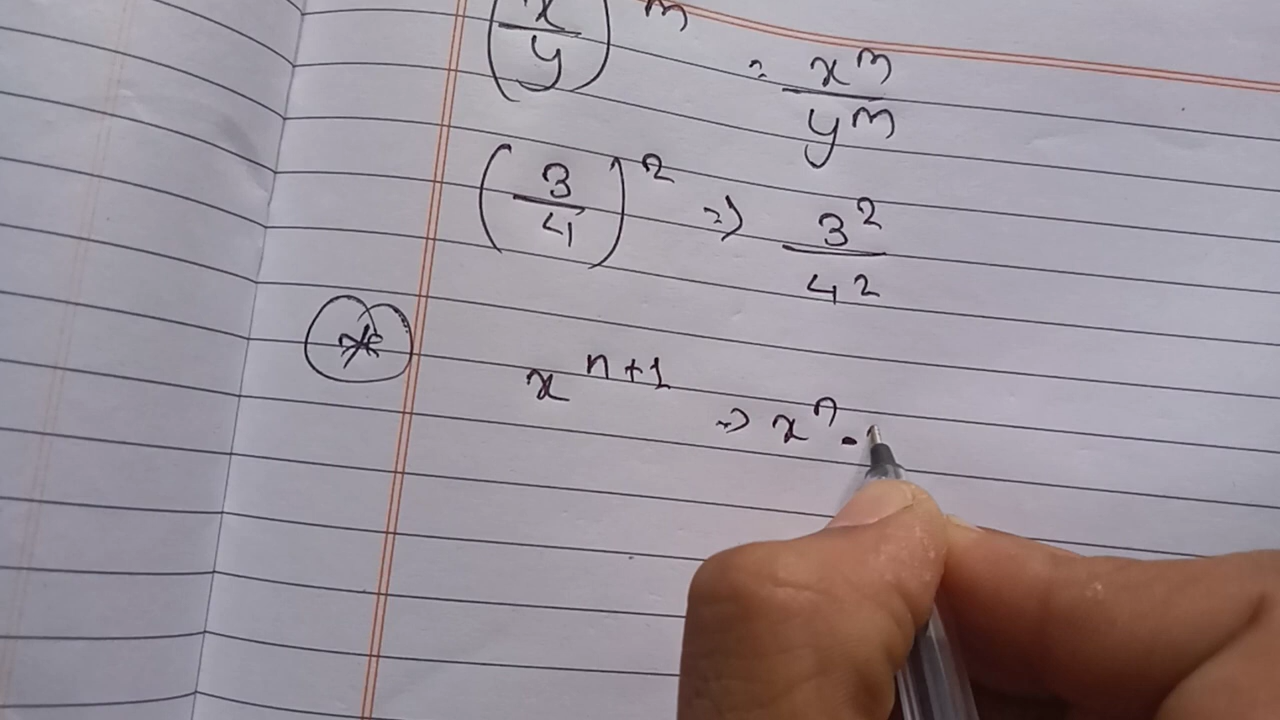 (x/y)^m = x^m/y^m
(3/4)^2 ⇒ 3^2/4^2
* x^{n+1} ⇒ x^n ·